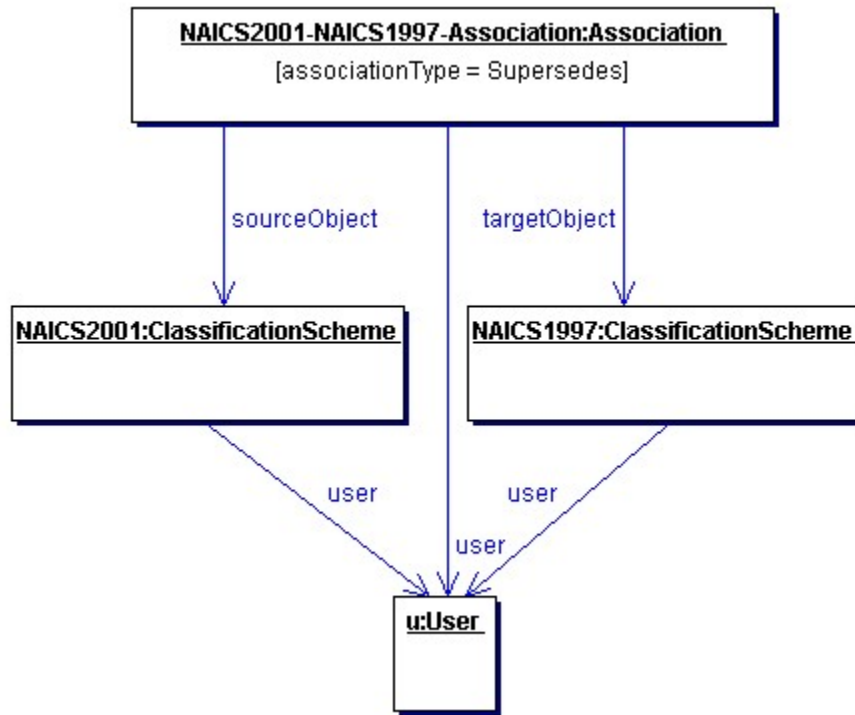 NAICS2001-NAICS1997-Association:Association
[associationType = Supersedes]
sourceObject
targetObject
NAICS2001:ClassificationScheme
NAICS1997:ClassificationScheme
user
user
user
u:User